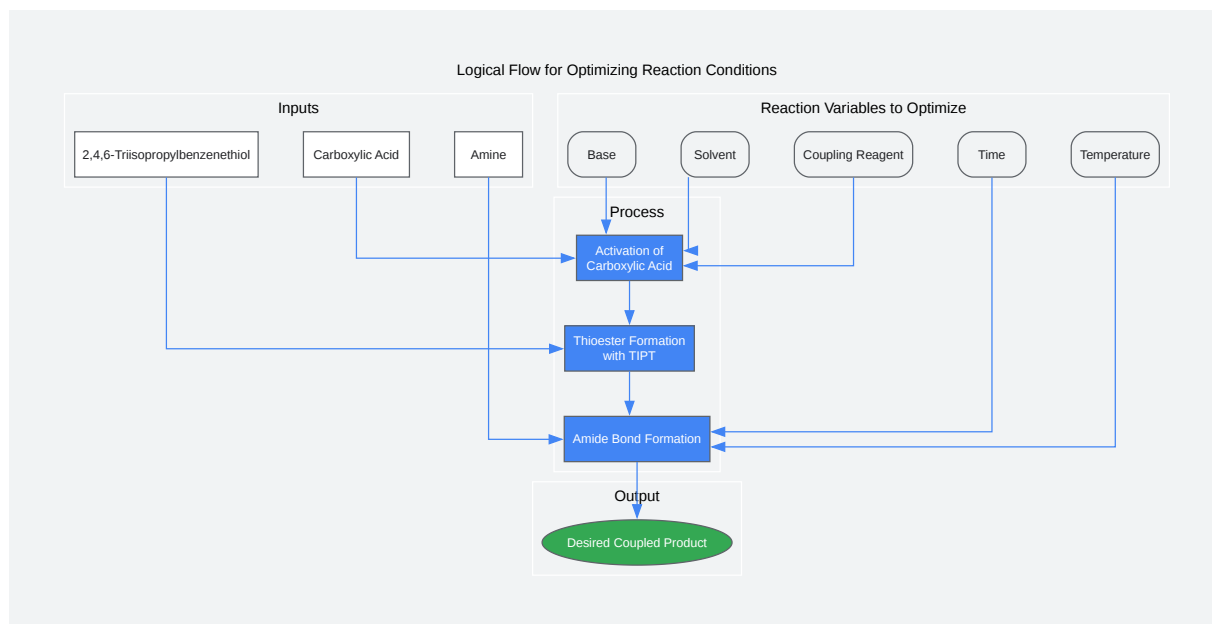 Logical Flow for Optimizing Reaction Conditions
Inputs
Reaction Variables to Optimize
2,4,6-Triisopropylbenzenethiol
Carboxylic Acid
Amine
Base
Solvent
Coupling Reagent
Time
Temperature
Process
Activation of
Carboxylic Acid
Thioester Formation
with TIPT
Amide Bond Formation
Output
Desired Coupled Product